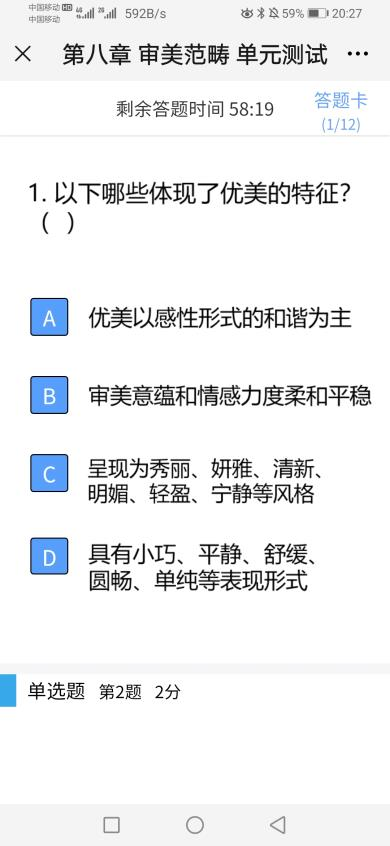 中国移动 HD 4G 2G 592B/s 59% 20:27
中国移动
第八章 审美范畴 单元测试
剩余答题时间 58:19
答题卡
(1/12)
1. 以下哪些体现了优美的特征?
( )
A 优美以感性形式的和谐为主
B 审美意蕴和情感力度柔和平稳
C 呈现为秀丽、妍雅、清新、
明媚、轻盈、宁静等风格
D 具有小巧、平静、舒缓、
圆畅、单纯等表现形式
单选题 第2题 2分